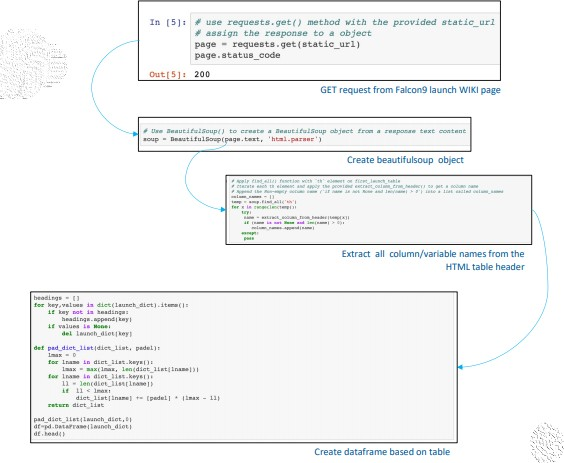 In [5]: # use requests.get() method with the provided static_url
# assign the response to a object
page = requests.get(static_url)
page.status_code
Out[5]: 200
GET request from Falcon9 launch WIKI page
# Use BeautifulSoup() to create a BeautifulSoup object from a response text content
soup = BeautifulSoup(page.text, 'html.parser')
Create beautifulsoup object
# Apply find_all() function with `th` element on first_launch_table
# Iterate each th element and apply the provided extract_column_from_header() to get a column name
# Append the Non-empty column name (`if name is not None and len(name) > 0`) into a list called column_names
column_names = []
temp = soup.find_all('th')
for x in range(len(temp)):
try:
name = extract_column_from_header(temp[x])
if (name is not None and len(name) > 0):
column_names.append(name)
except:
pass
Extract all column/variable names from the
HTML table header
headings = []
for key,values in dict(launch_dict).items():
if key not in headings:
headings.append(key)
if values is None:
del launch_dict[key]
def pad_dict_list(dict_list, padel):
lmax = 0
for lname in dict_list.keys():
lmax = max(lmax, len(dict_list[lname]))
for lname in dict_list.keys():
ll = len(dict_list[lname])
if ll < lmax:
dict_list[lname] += [padel] * (lmax - ll)
return dict_list
pad_dict_list(launch_dict,0)
df=pd.DataFrame(launch_dict)
df.head()
Create dataframe based on table